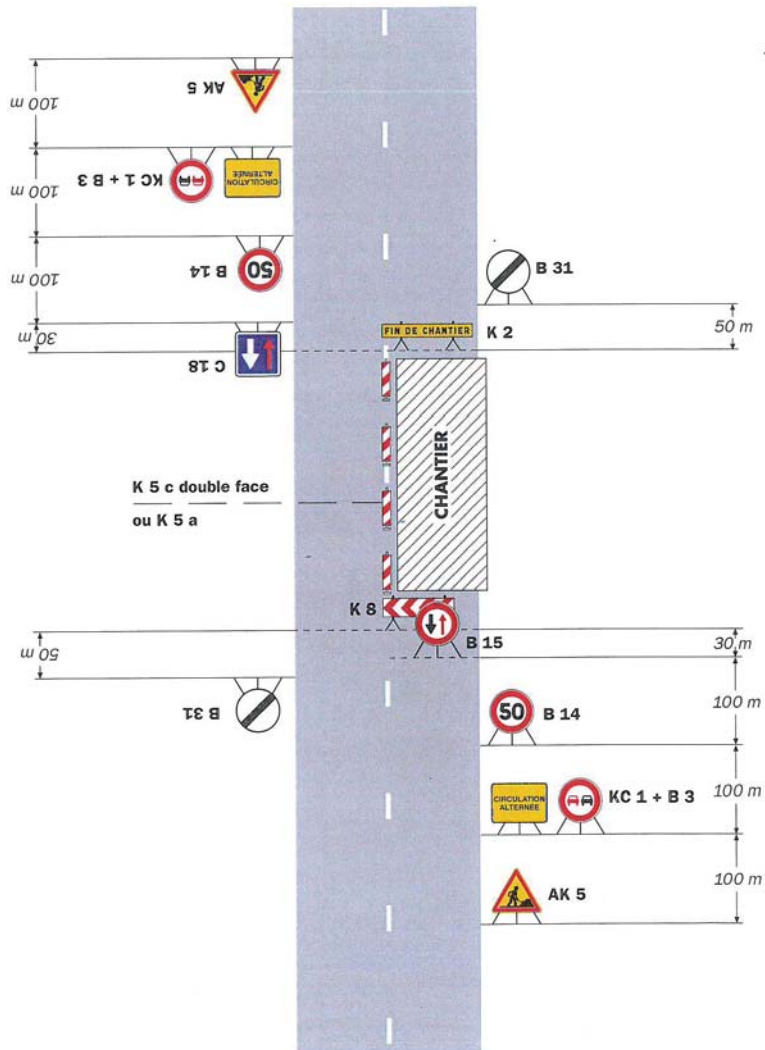 AK 5
100 m
KC 1 + B 3
CIRCULATION
ALTERNÉE
100 m
B 14
50
100 m
C 18
30 m
B 31
50 m
FIN DE CHANTIER
K 2
CHANTIER
K 5 c double face
ou K 5 a
K 8
B 15
30 m
50 m
B 31
50
B 14
100 m
CIRCULATION
ALTERNÉE
KC 1 + B 3
100 m
AK 5
100 m